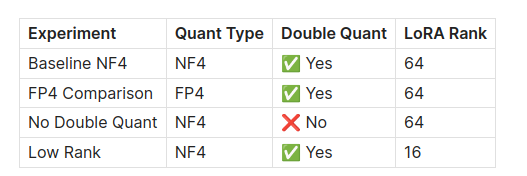 Experiment Quant Type Double Quant LoRA Rank
Baseline NF4 NF4 ✅ Yes 64
FP4 Comparison FP4 ✅ Yes 64
No Double Quant NF4 ❌ No 64
Low Rank NF4 ✅ Yes 16